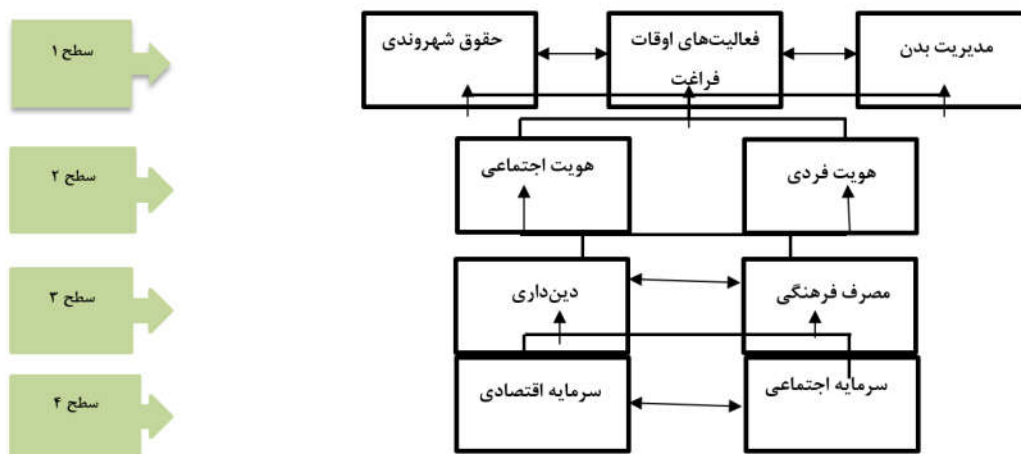 سطح ۱
حقوق شهروندی
فعالیت‌های اوقات
فراغت
مدیریت بدن
سطح ۲
هویت اجتماعی
هویت فردی
سطح ۳
دین‌داری
مصرف فرهنگی
سطح ۴
سرمایه اقتصادی
سرمایه اجتماعی